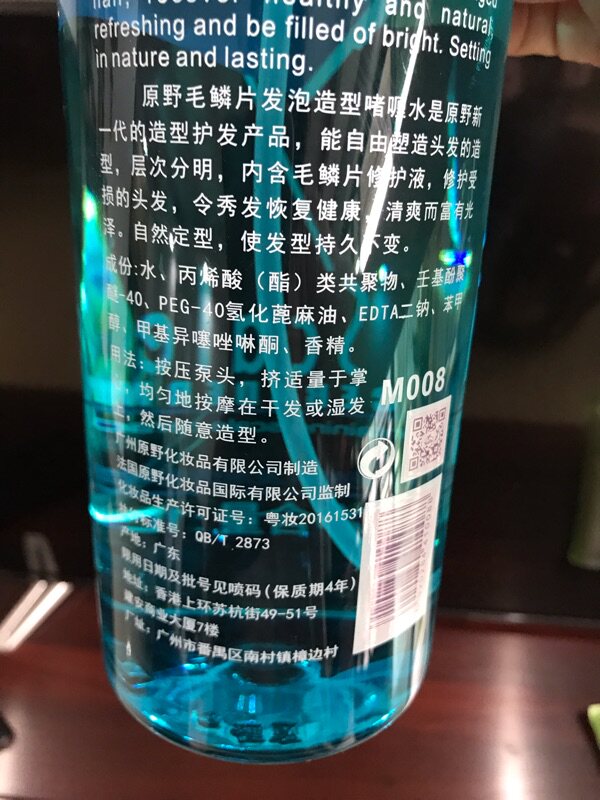 refreshing and be filled of bright. Setting
in nature and lasting.
原野毛鳞片发泡造型啫喱水是原野新
一代的造型护发产品，能自由塑造头发的造
型，层次分明，内含毛鳞片修护液，修护受
损的头发，令秀发恢复健康，清爽而富有光
泽。自然定型，使发型持久不变。
成份:水、丙烯酸（酯）类共聚物、壬基酚聚
醚-40、PEG-40氢化蓖麻油、EDTA二钠、苯甲
醇、甲基异噻唑啉酮、香精。
用法：按压泵头，挤适量于掌
心，均匀地按摩在干发或湿发
上，然后随意造型。
M008
广州原野化妆品有限公司制造
法国原野化妆品国际有限公司监制
化妆品生产许可证号：粤妆20161531
执行标准号：QB/T 2873
产地：广东
限用日期及批号见喷码(保质期4年)
地址：香港上环苏杭街49-51号
建安商业大厦7楼
厂址：广州市番禺区南村镇樟边村